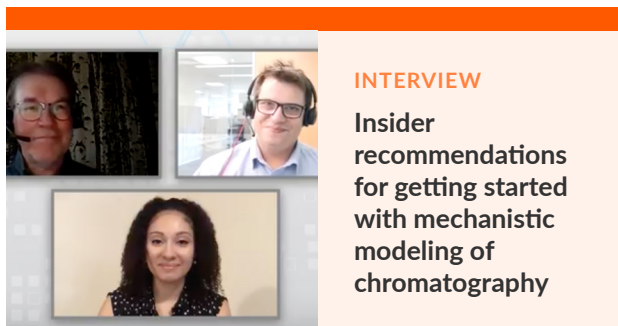 INTERVIEW
Insider
recommendations
for getting started
with mechanistic
modeling of
chromatography